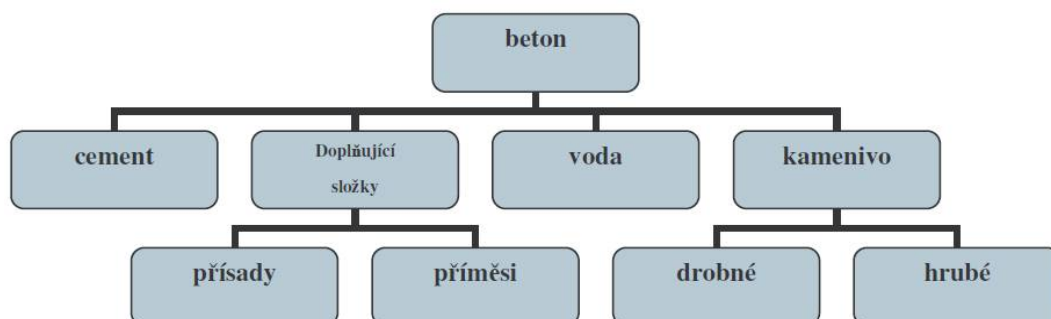 beton
cement
Doplňující
složky
voda
kamenivo
přísady
příměsi
drobné
hrubé